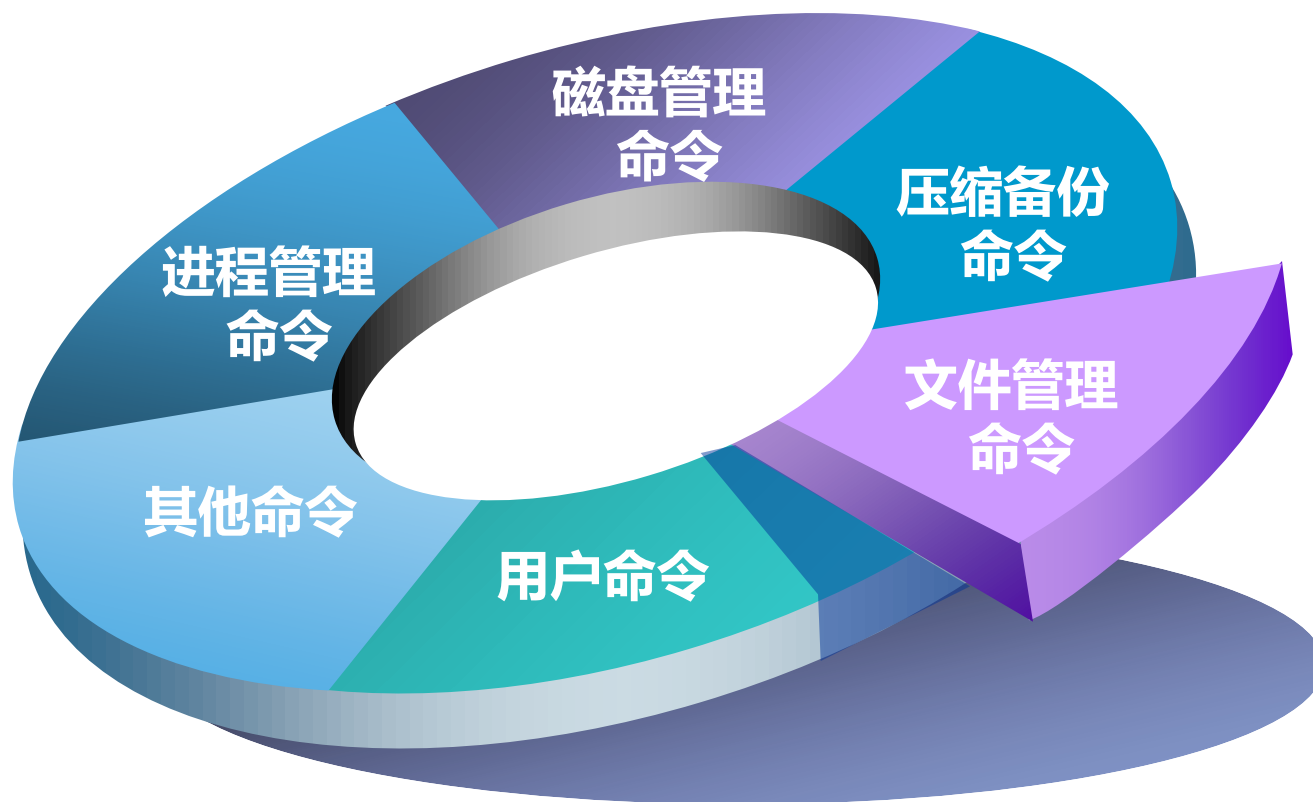 磁盘管理
命令
压缩备份
命令
进程管理
命令
文件管理
命令
其他命令
用户命令